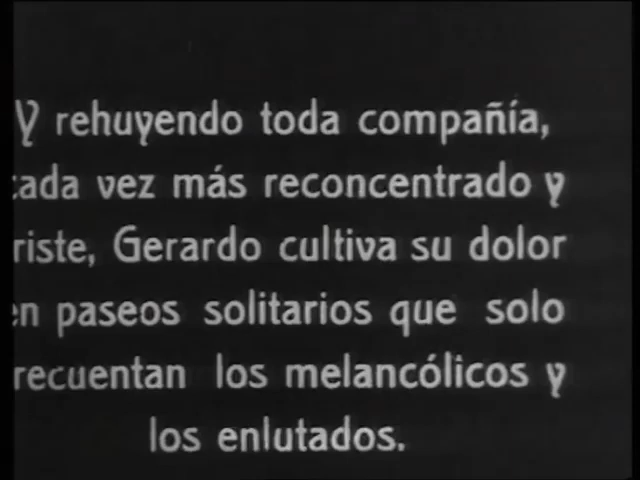 Y rehuyendo toda compañía,
cada vez más reconcentrado y
riste, Gerardo cultiva su dolor
en paseos solitarios que solo
recuentan los melancólicos y
los enlutados.